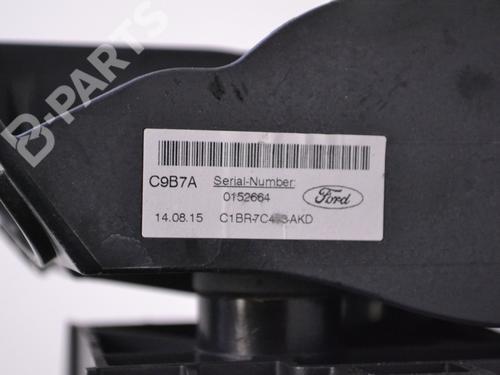 B-PARTS
C9B7A Serial-Number:
0152664
Ford
14.08.15